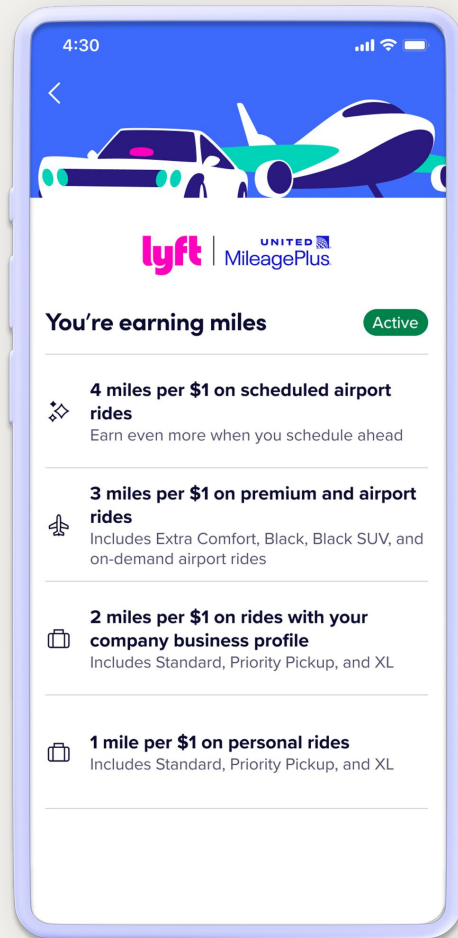 4:30
lyft
UNITED
MileagePlus
You're earning miles
Active
4 miles per $1 on scheduled airport
rides
Earn even more when you schedule ahead
3 miles per $1 on premium and airport
rides
Includes Extra Comfort, Black, Black SUV, and
on-demand airport rides
2 miles per $1 on rides with your
company business profile
Includes Standard, Priority Pickup, and XL
1 mile per $1 on personal rides
Includes Standard, Priority Pickup, and XL